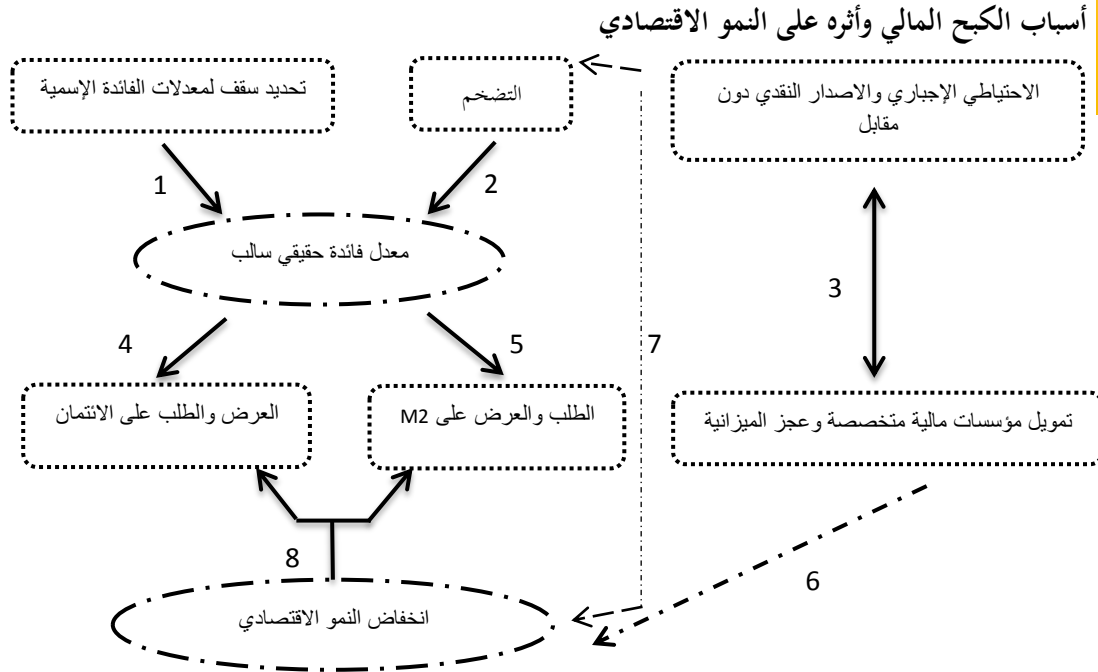 أسباب الكبح المالي وأثره على النمو الاقتصادي
الاحتياطي الإجباري والاصدار النقدي دون
مقابل
التضخم
تحديد سقف لمعدلات الفائدة الإسمية
2
1
معدل فائدة حقيقي سالب
3
7
5
4
تمويل مؤسسات مالية متخصصة وعجز الميزانية
الطلب والعرض على M2
العرض والطلب على الائتمان
8
6
انخفاض النمو الاقتصادي